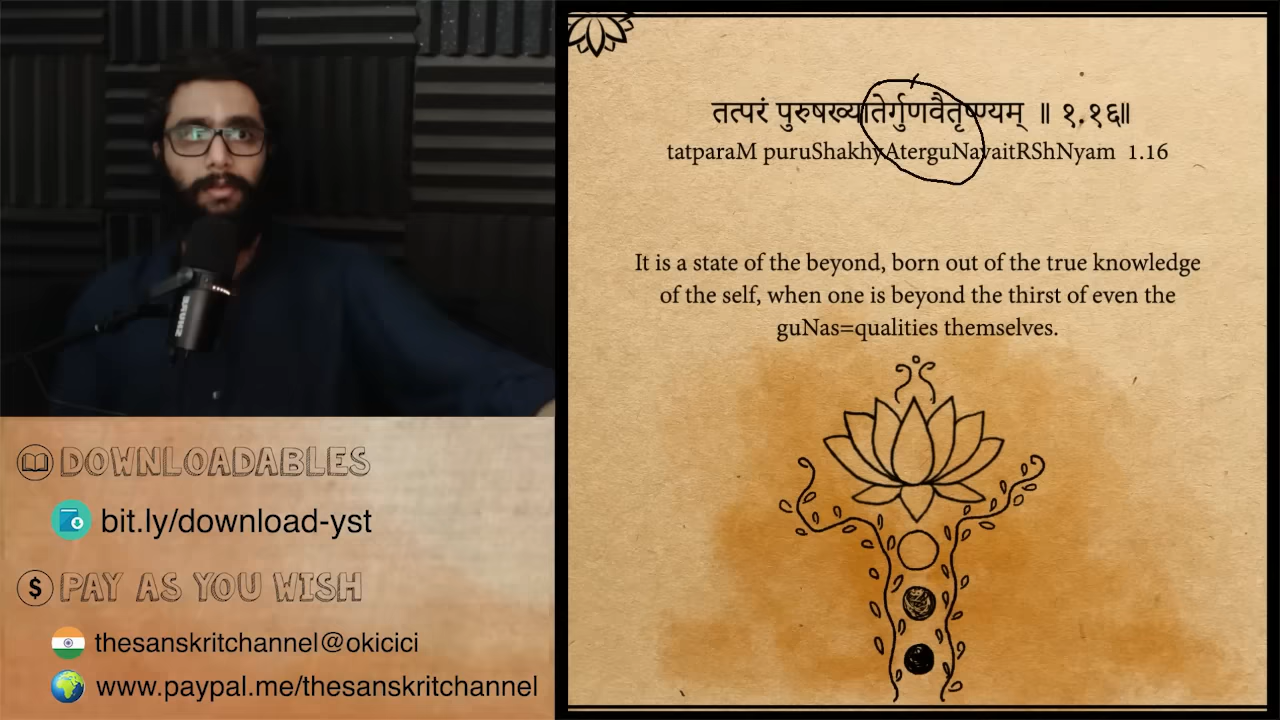 तत्परं पुरुषख्यातेर्गुणवैतृष्ण्यम् ॥ १.१६॥
tatparaM puruShakhyAterguNavaitRShNyam 1.16
It is a state of the beyond, born out of the true knowledge
of the self, when one is beyond the thirst of even the
guNas=qualities themselves.
DOWNLOADABLES
bit.ly/download-yst
$ PAY AS YOU WISH
thesanskritchannel@okicici
www.paypal.me/thesanskritchannel